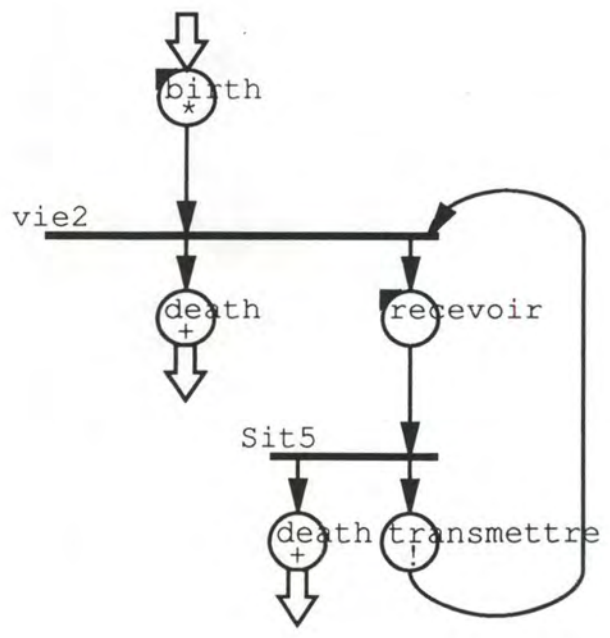 birth
*
vie2
death
+
recevoir
Sit5
death
+
transmettre
!